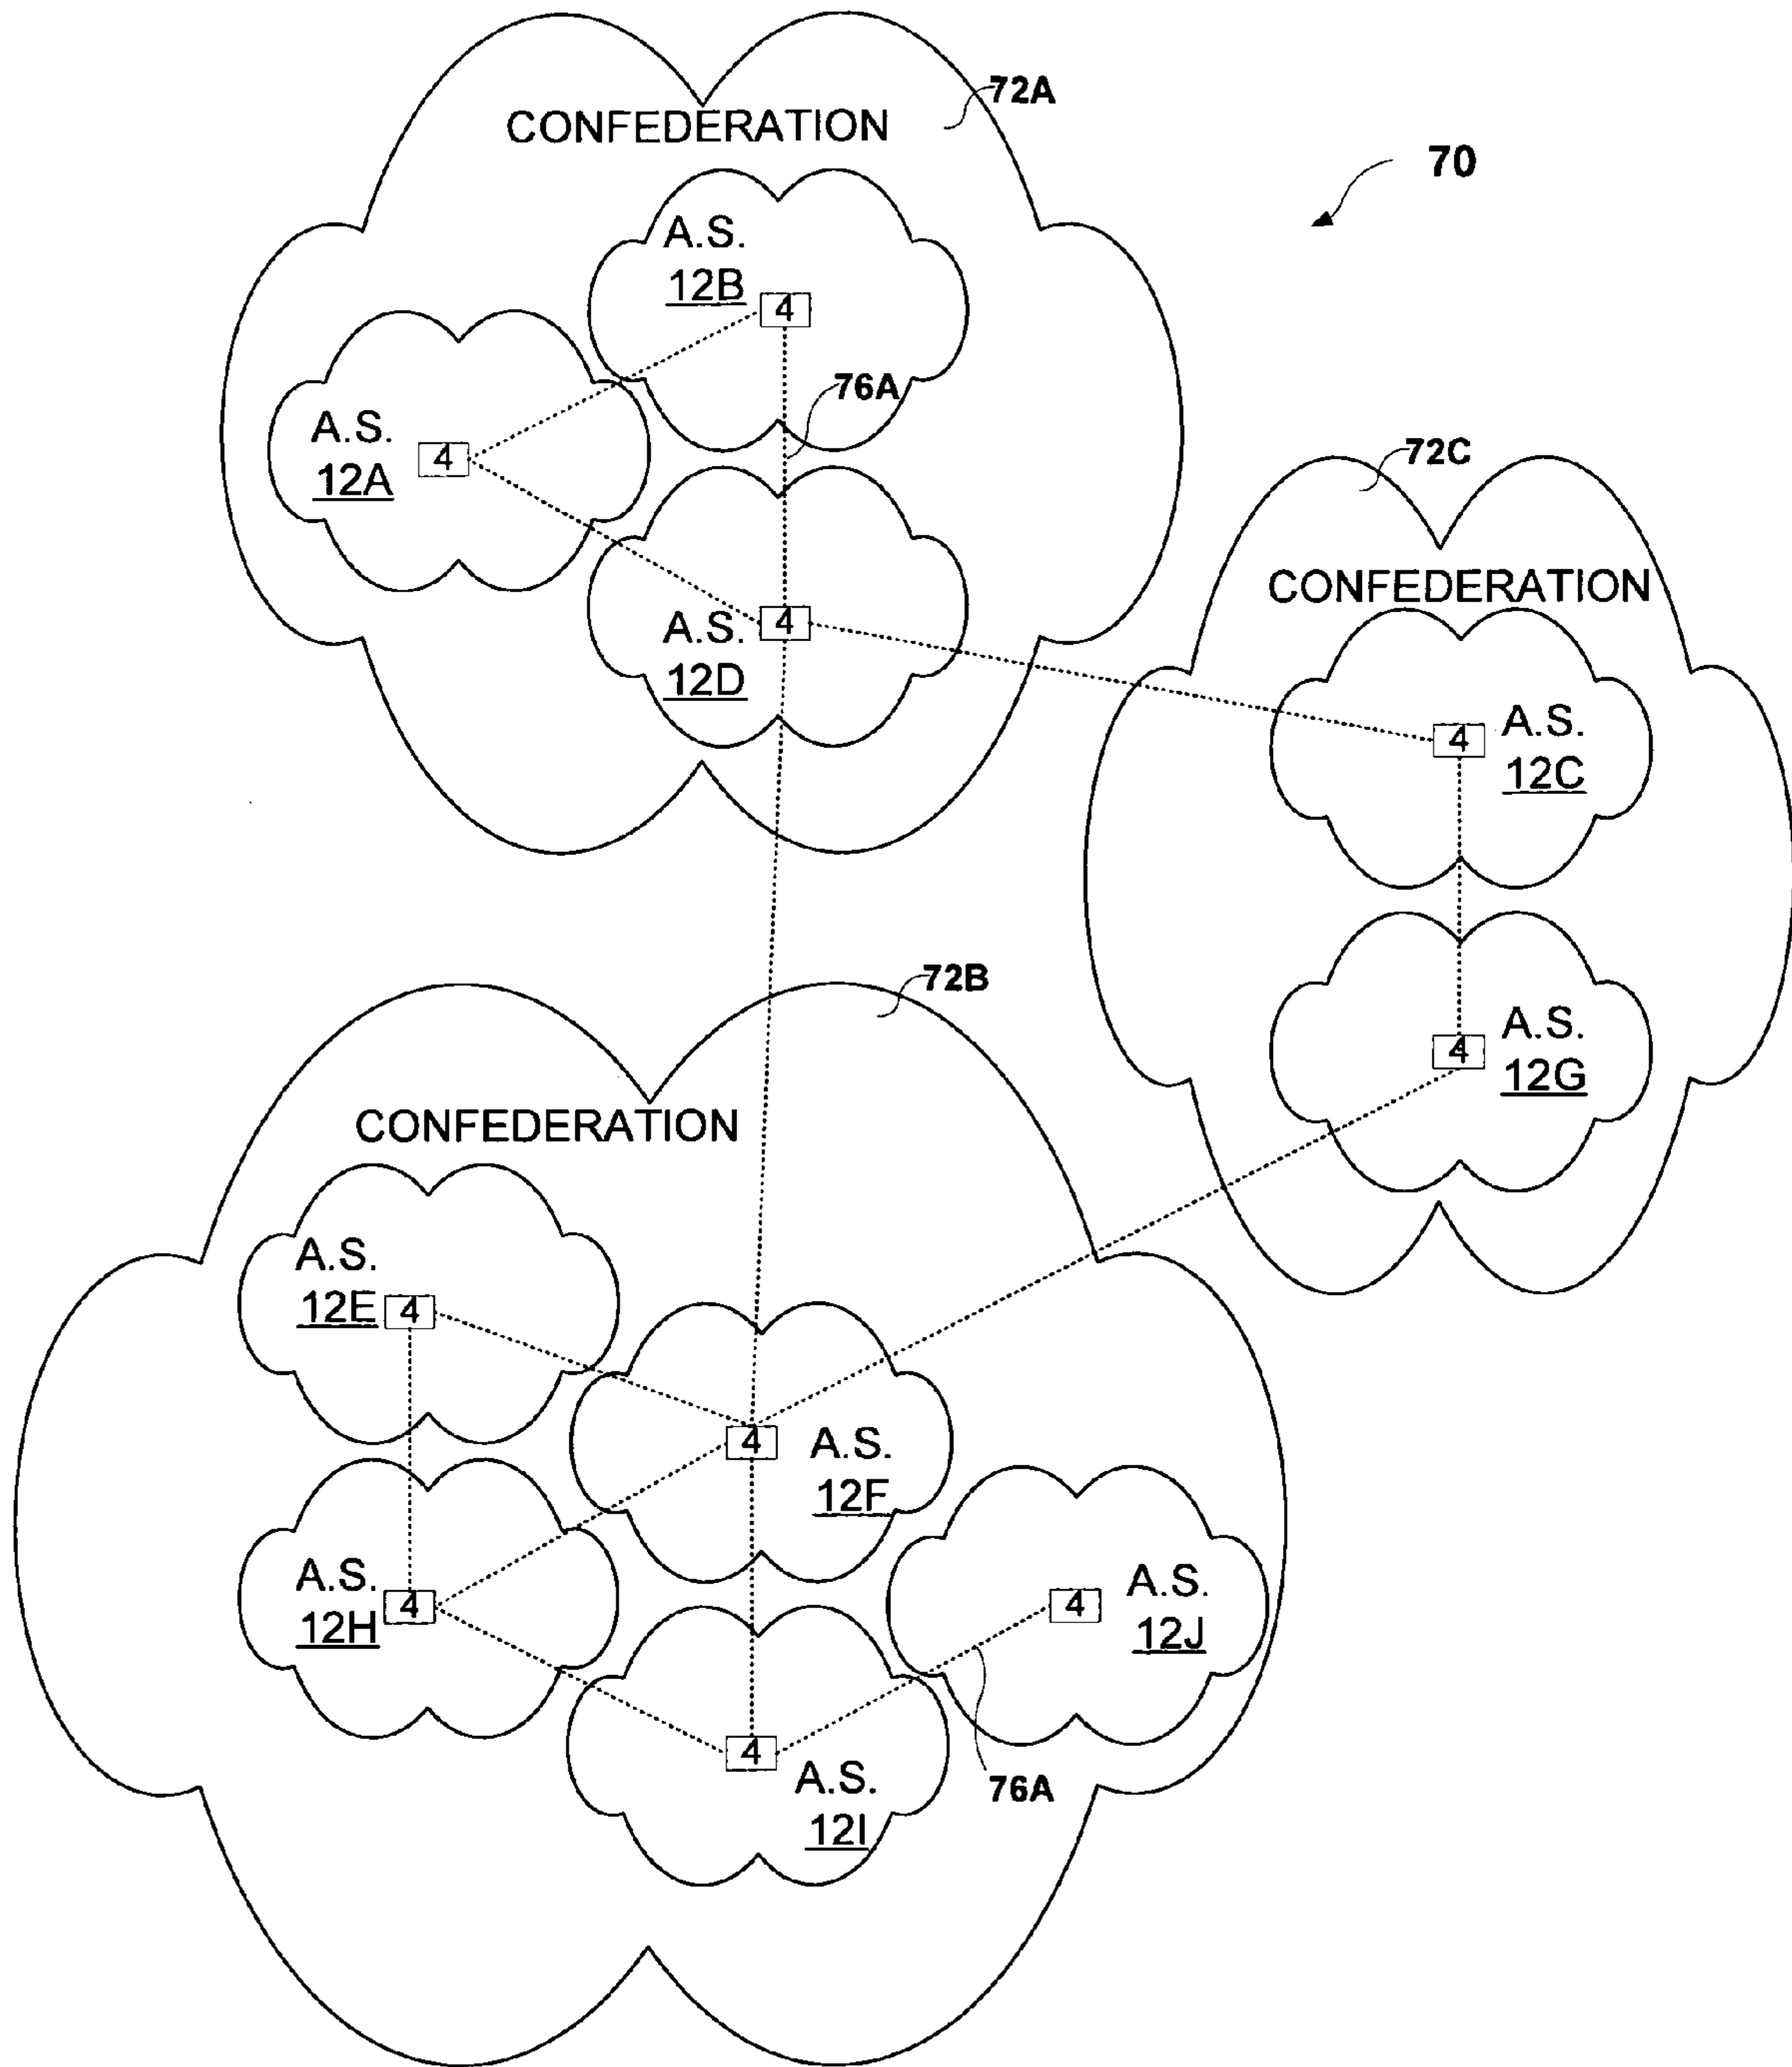 72A
CONFEDERATION
70
A.S.
12B
4
76A
A.S.
12A
4
72C
CONFEDERATION
4
A.S.
12D
4
A.S.
12C
72B
4
A.S.
12G
CONFEDERATION
A.S.
12E
4
4
A.S.
12F
A.S.
12H
4
4
A.S.
12J
4
A.S.
12I
76A